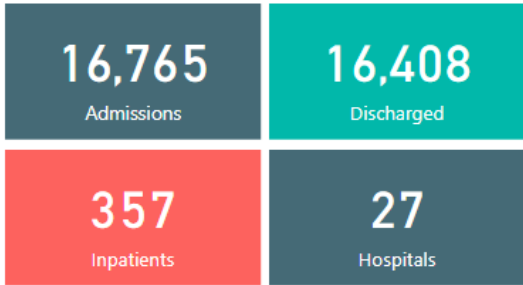 16,765
Admissions
16,408
Discharged
357
Inpatients
27
Hospitals